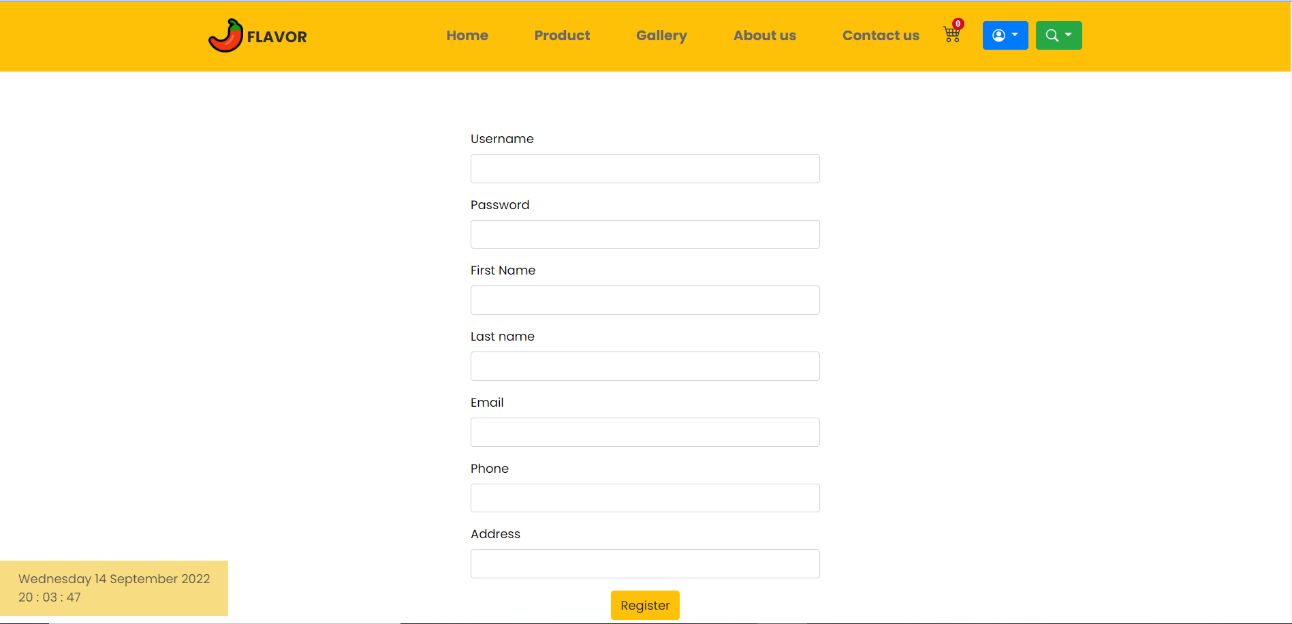 FLAVOR
Home Product Gallery About us Contact us 0
Username
Password
First Name
Last name
Email
Phone
Address
Register
Wednesday 14 September 2022
20 : 03 : 47